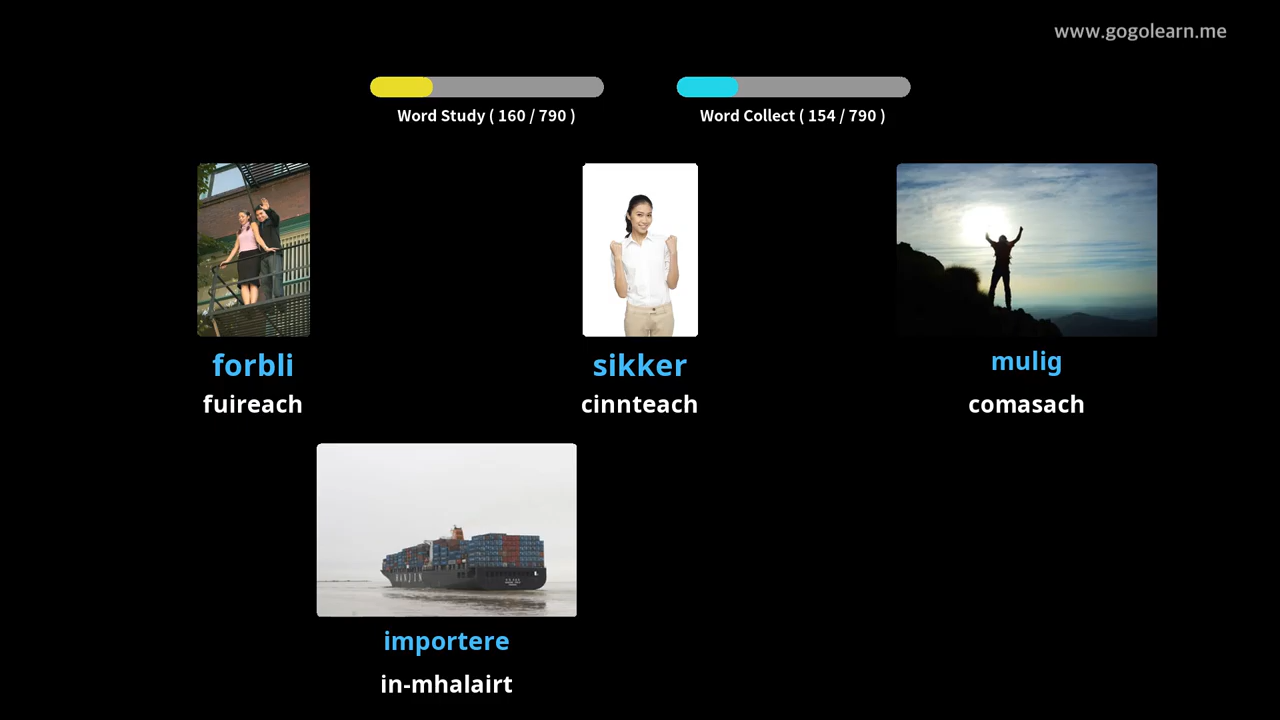 www.gogolearn.me
Word Study ( 160 / 790 )
Word Collect ( 154 / 790 )
forbli
sikker
mulig
fuireach
cinnteach
comasach
HANJIN
importere
in-mhalairt